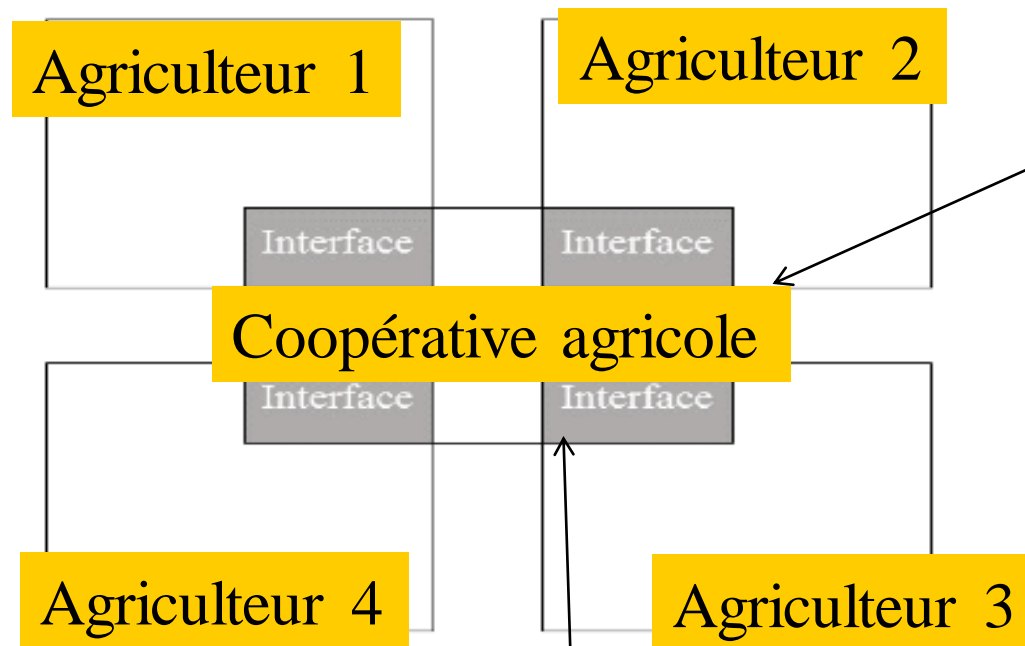 Agriculteur 1
Agriculteur 2
Interface
Interface
Coopérative agricole
Interface
Interface
Agriculteur 4
Agriculteur 3